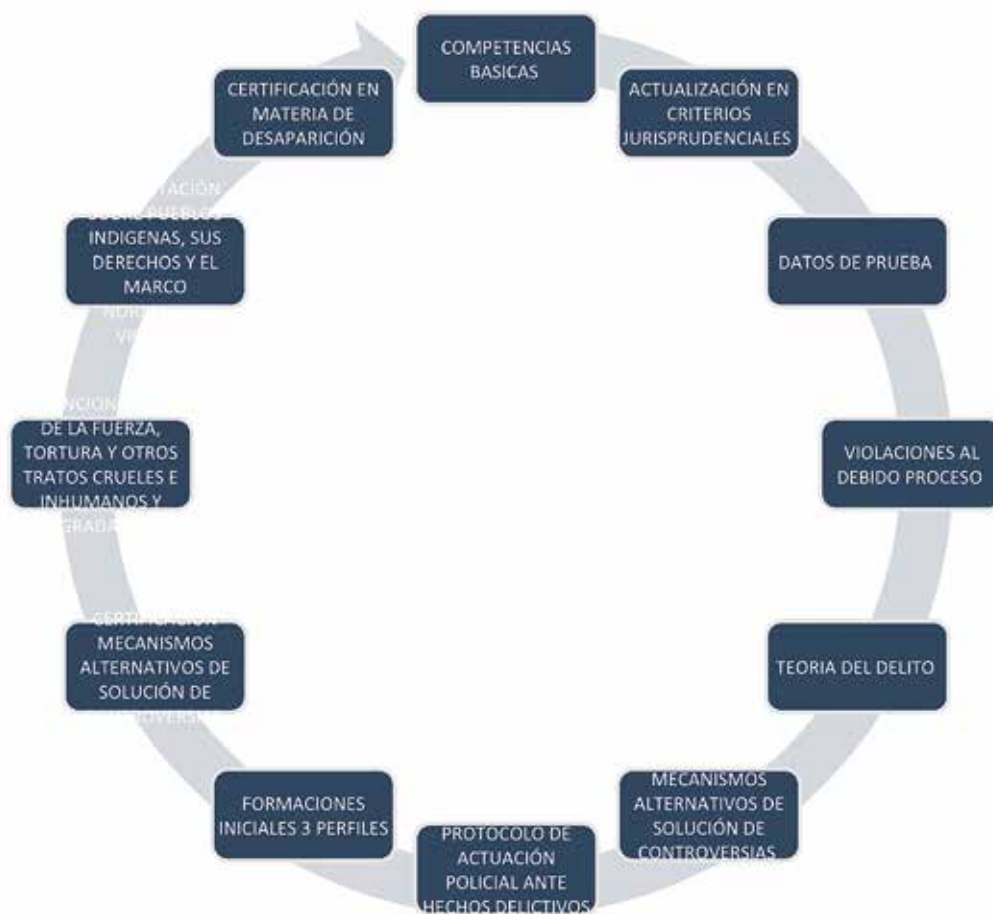 COMPETENCIAS
BASICAS
ACTUALIZACIÓN EN
CRITERIOS
JURISPRUDENCIALES
DATOS DE PRUEBA
VIOLACIONES AL
DEBIDO PROCESO
TEORIA DEL DELITO
MECANISMOS
ALTERNATIVOS DE
SOLUCIÓN DE
CONTROVERSIAS
PROTOCOLO DE
ACTUACIÓN
POLICIAL ANTE
HECHOS DELICTIVOS
FORMACIONES
INICIALES 3 PERFILES
CERTIFICACIÓN
MECANISMOS
ALTERNATIVOS DE
SOLUCIÓN DE
DE LA FUERZA,
TORTURA Y OTROS
TRATOS CRUELES E
INHUMANOS Y
PUEBLOS
INDIGENAS, SUS
DERECHOS Y EL
MARCO
CERTIFICACIÓN EN
MATERIA DE
DESAPARICIÓN